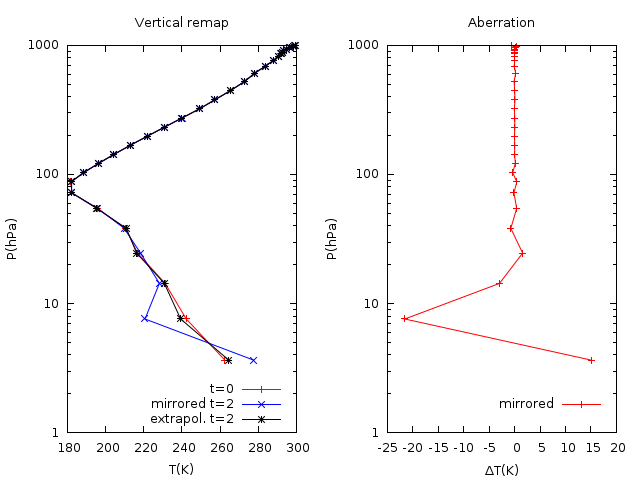 Vertical remap
1000
100
10
1
P(hPa)
t=0
mirrored t=2
extrapol. t=2
180 200 220 240 260 280 300
T(K)
Aberration
1000
100
10
1
P(hPa)
mirrored
-25 -20 -15 -10 -5 0 5 10 15 20
ΔT(K)